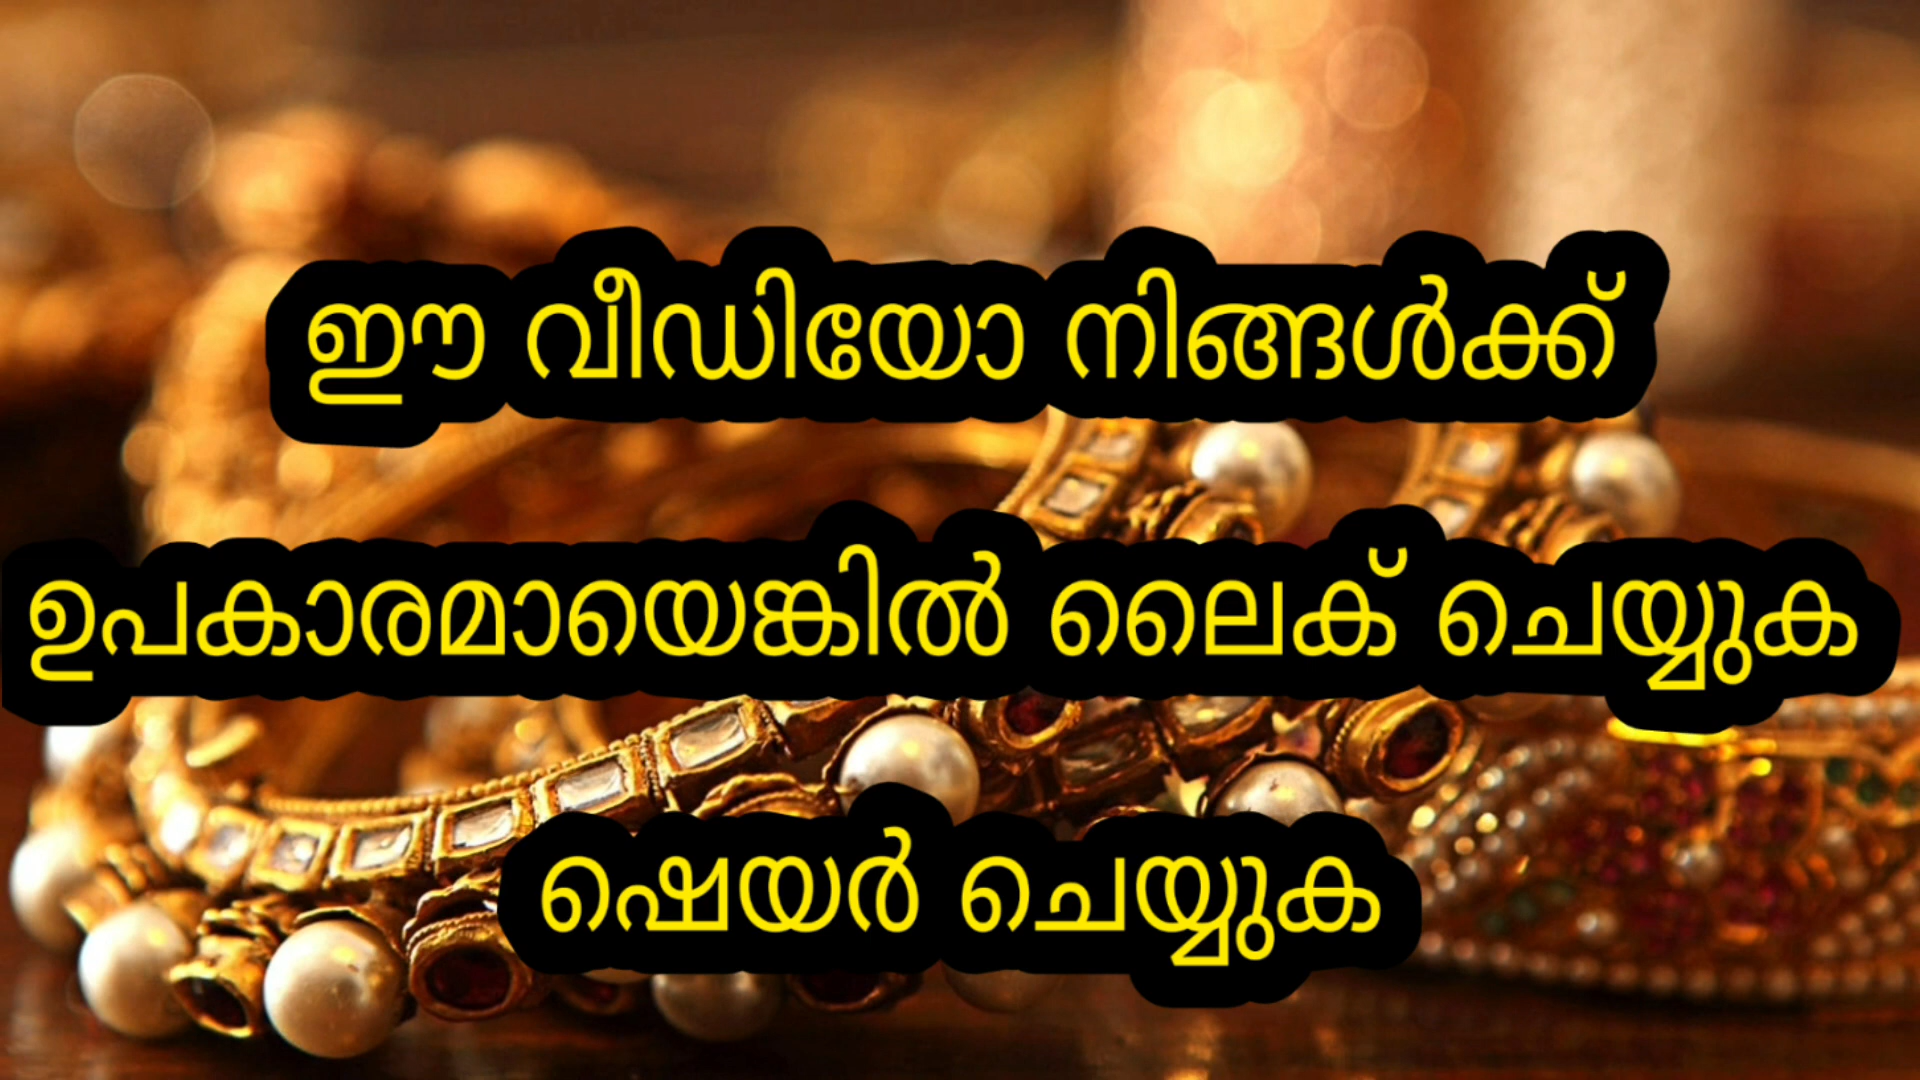 ഈ വീഡിയോ നിങ്ങൾക്ക്
ഉപകാരമായെങ്കിൽ ലൈക് ചെയ്യുക
ഷെയർ ചെയ്യുക